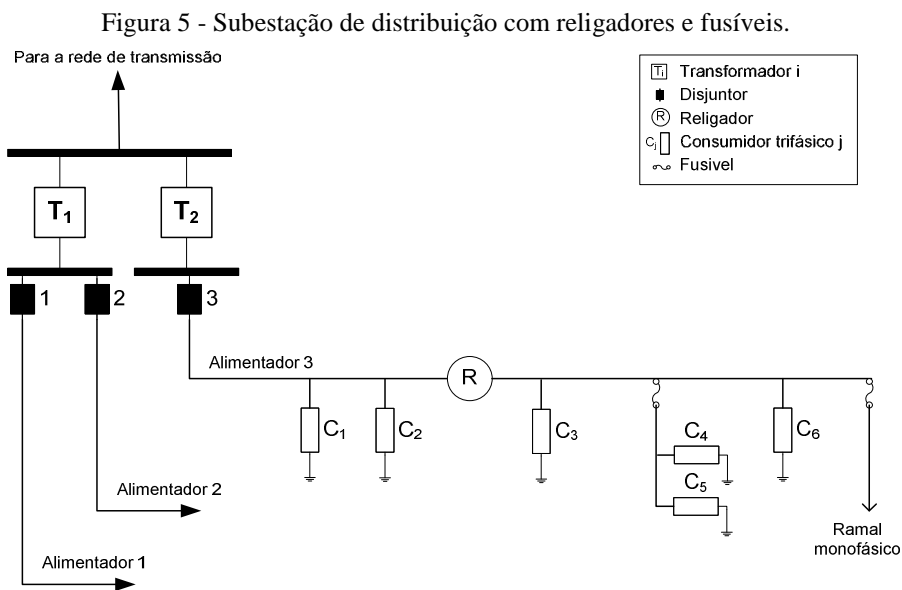 Figura 5 - Subestação de distribuição com religadores e fusíveis.
Para a rede de transmissão
Ti Transformador i
Disjuntor
R Religador
Cj Consumidor trifásico j
Fusivel
T1
T2
1
2
3
Alimentador 3
R
C1
C2
C3
C4
C5
C6
Alimentador 2
Alimentador 1
Ramal
monofásico